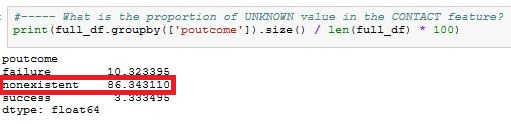 #----- What is the proportion of UNKNOWN value in the CONTACT feature?
print(full_df.groupby(['poutcome']).size() / len(full_df) * 100)
poutcome
failure 10.323395
nonexistent 86.343110
success 3.333495
dtype: float64